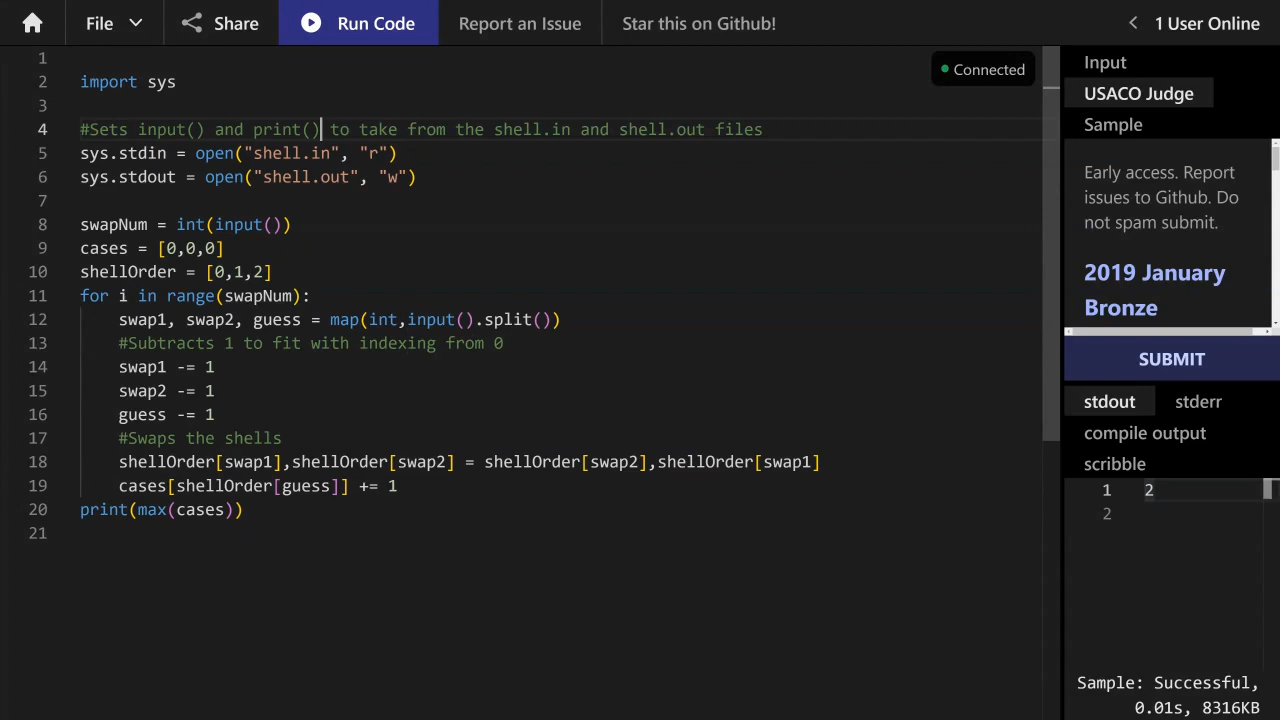 File
Share
Run Code
Report an Issue
Star this on Github!
1 User Online
1
2 import sys
3
4 #Sets input() and print() to take from the shell.in and shell.out files
5 sys.stdin = open("shell.in", "r")
6 sys.stdout = open("shell.out", "w")
7
8 swapNum = int(input())
9 cases = [0,0,0]
10 shellOrder = [0,1,2]
11 for i in range(swapNum):
12 swap1, swap2, guess = map(int,input().split())
13 #Subtracts 1 to fit with indexing from 0
14 swap1 -= 1
15 swap2 -= 1
16 guess -= 1
17 #Swaps the shells
18 shellOrder[swap1],shellOrder[swap2] = shellOrder[swap2],shellOrder[swap1]
19 cases[shellOrder[guess]] += 1
20 print(max(cases))
21
Connected
Input
USACO Judge
Sample
Early access. Report
issues to Github. Do
not spam submit.
2019 January
Bronze
SUBMIT
stdout stderr
compile output
scribble
1 2
2
Sample: Successful,
0.01s, 8316KB